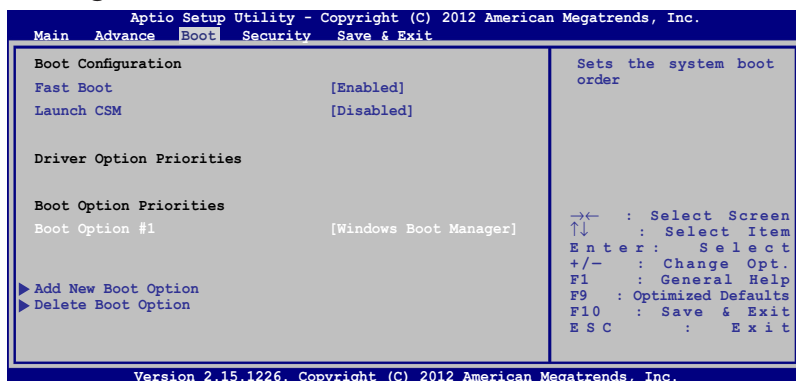 Aptio Setup Utility - Copyright (C) 2012 American Megatrends, Inc.
Main Advance Boot Security Save & Exit
Boot Configuration
Fast Boot [Enabled]
Launch CSM [Disabled]
Driver Option Priorities
Boot Option Priorities
Boot Option #1 [Windows Boot Manager]
Add New Boot Option
Delete Boot Option
Sets the system boot
order
→← : Select Screen
↑↓ : Select Item
Enter: Select
+/— : Change Opt.
F1 : General Help
F9 : Optimized Defaults
F10 : Save & Exit
ESC : Exit
Version 2.15.1226. Copyright (C) 2012 American Megatrends, Inc.